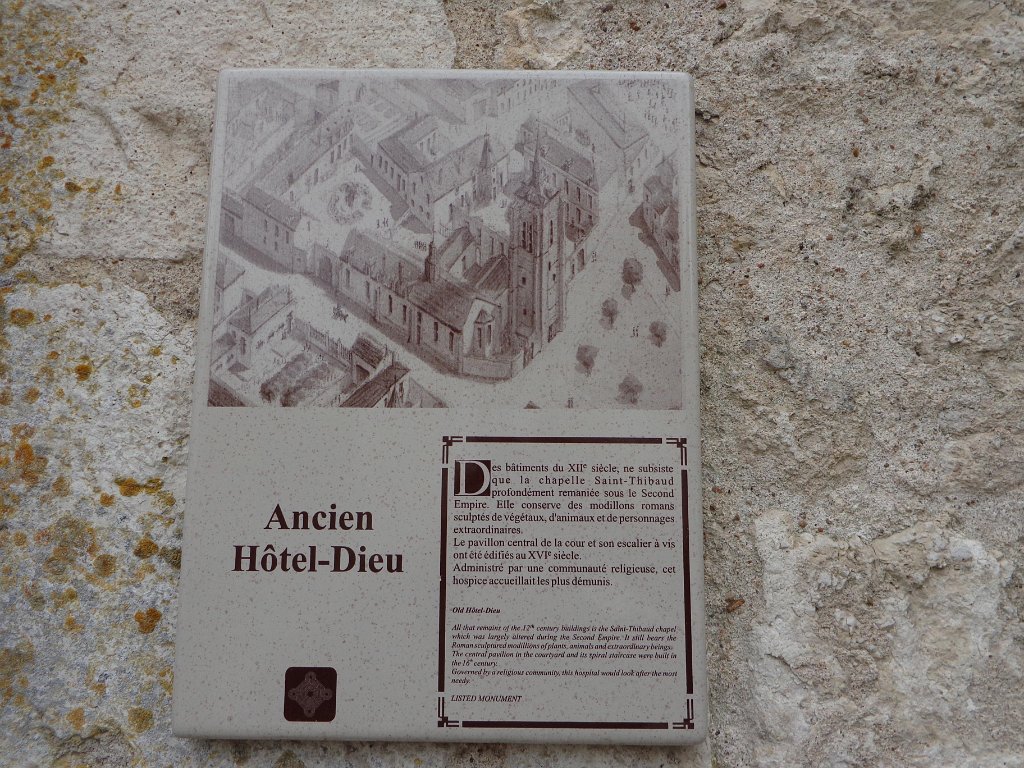 Ancien
Hôtel-Dieu
Des bâtiments du XIIe siècle, ne subsiste
que la chapelle Saint-Thibaud
profondément remaniée sous le Second
Empire. Elle conserve des modillons romans
sculptés de végétaux, d'animaux et de personnages
extraordinaires.
Le pavillon central de la cour et son escalier à vis
ont été édifiés au XVIe siècle.
Administré par une communauté religieuse, cet
hospice accueillait les plus démunis.
Old Hôtel-Dieu
All that remains of the 12th century buildings is the Saint-Thibaud chapel
which was largely altered during the Second Empire. It still bears the
Roman sculptured modillions of plants, animals and extraordinary beings.
The central pavilion in the courtyard and its spiral staircase were built in
the 16th century.
Governed by a religious community, this hospital would look after the most
needy.
LISTED MONUMENT